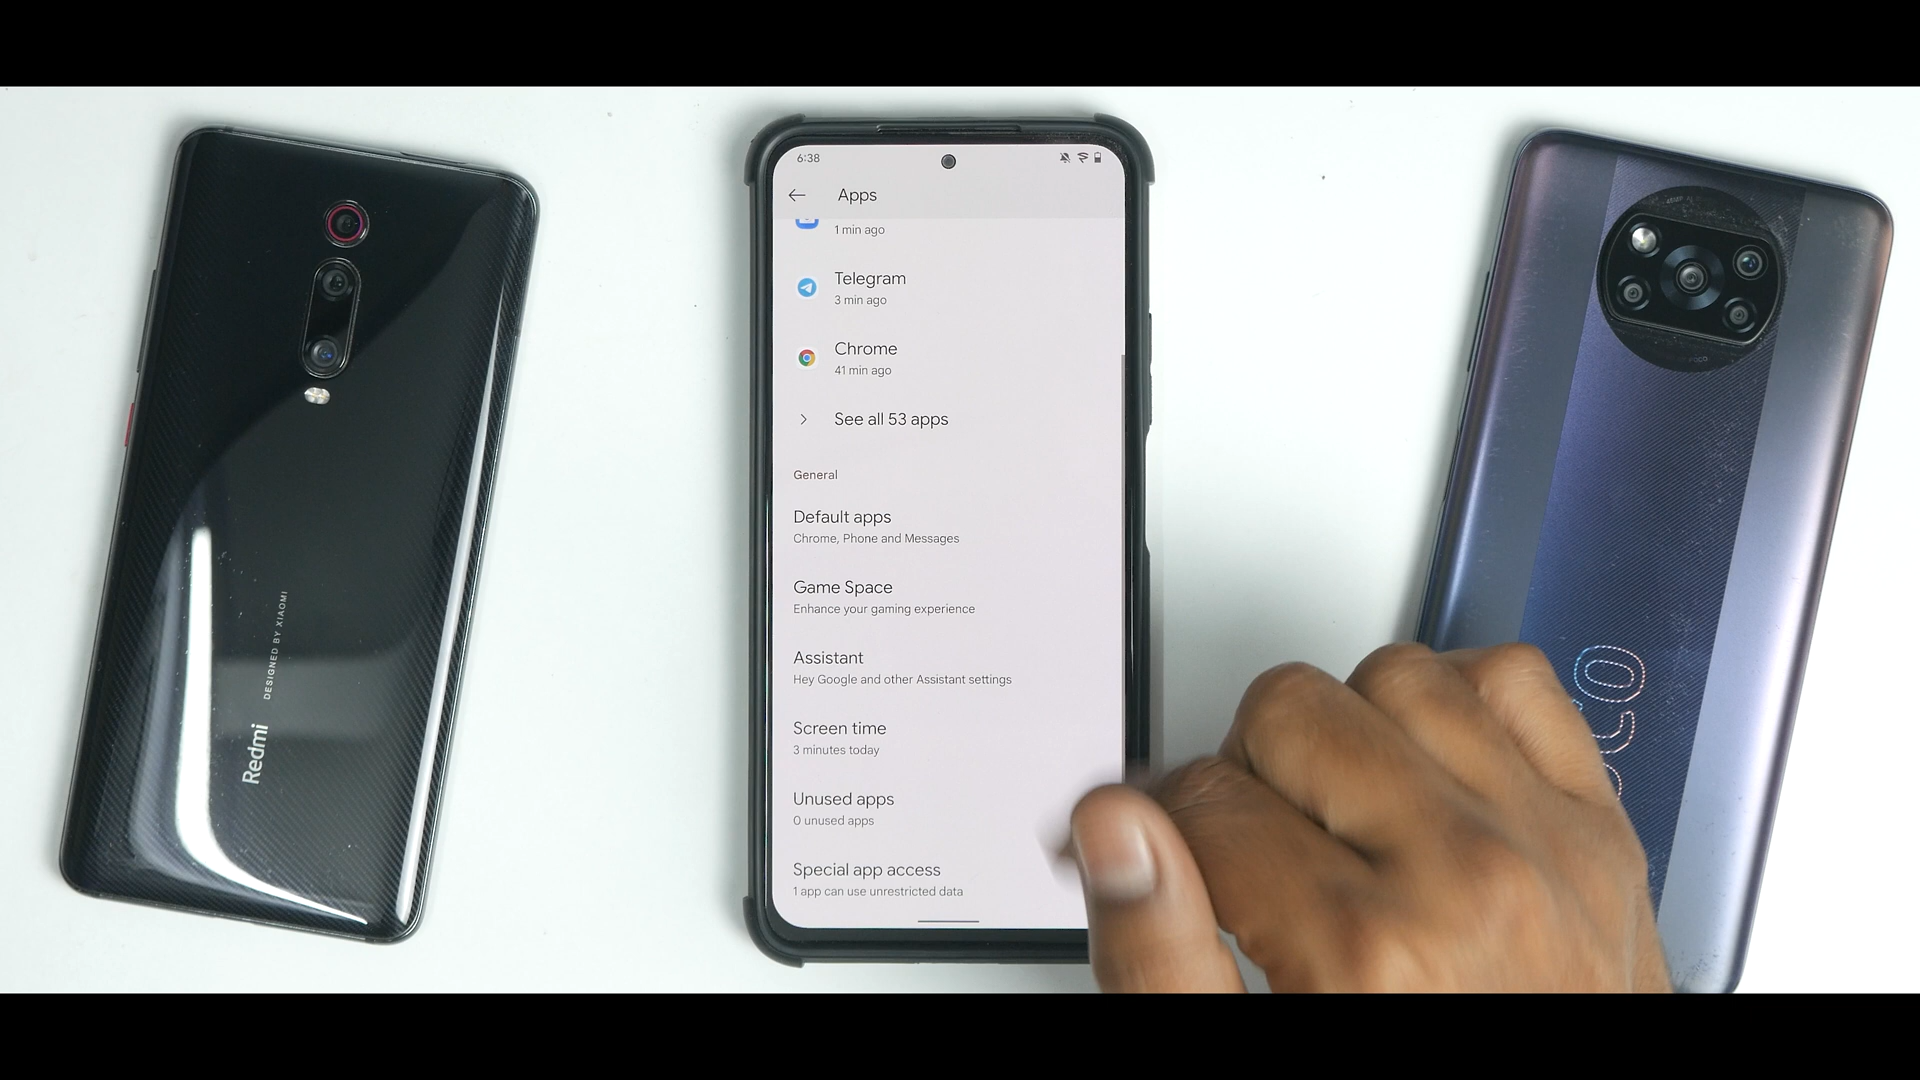 6:38
Apps
1 min ago
Telegram
3 min ago
Chrome
41 min ago
See all 53 apps
General
Default apps
Chrome, Phone and Messages
Game Space
Enhance your gaming experience
Assistant
Hey Google and other Assistant settings
Screen time
3 minutes today
Unused apps
0 unused apps
Special app access
1 app can use unrestricted data
Redmi
DESIGNED BY XIAOMI